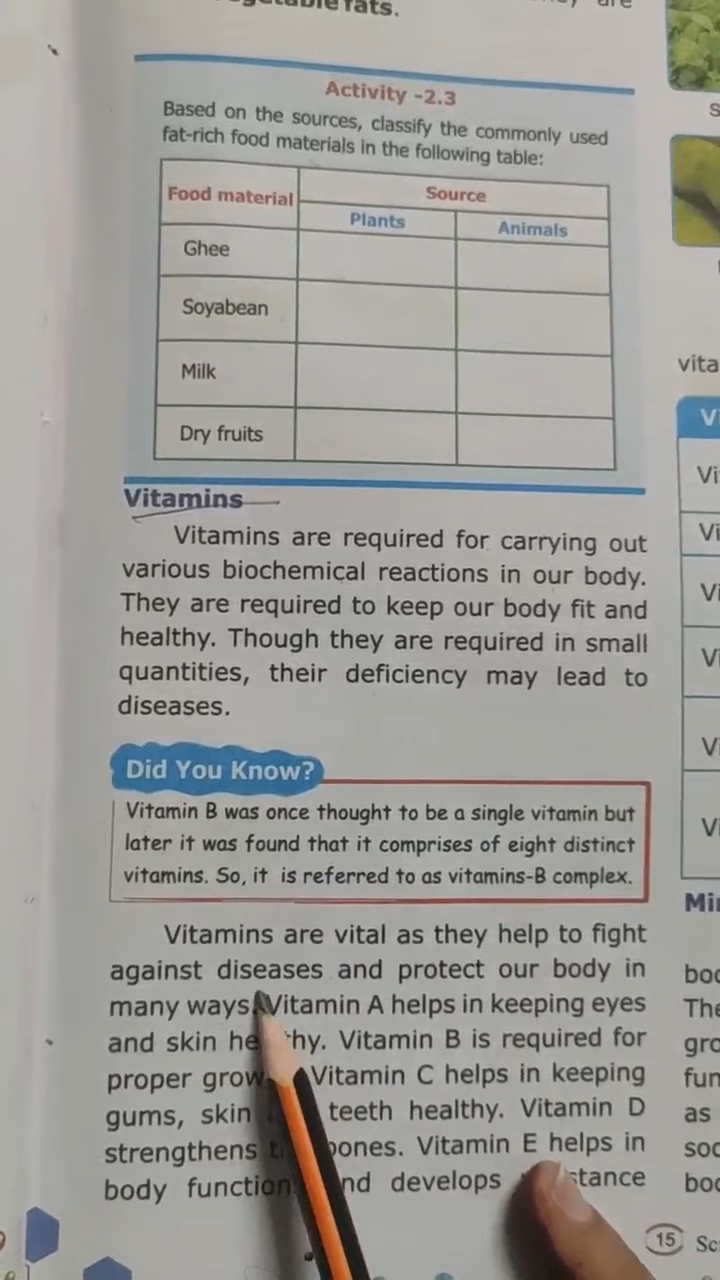 fats.
Activity -2.3
Based on the sources, classify the commonly used
fat-rich food materials in the following table:
Food material Source
Plants Animals
Ghee
Soyabean
Milk
Dry fruits
Vitamins
Vitamins are required for carrying out
various biochemical reactions in our body.
They are required to keep our body fit and
healthy. Though they are required in small
quantities, their deficiency may lead to
diseases.
Did You Know?
Vitamin B was once thought to be a single vitamin but
later it was found that it comprises of eight distinct
vitamins. So, it is referred to as vitamins-B complex.
Vitamins are vital as they help to fight
against diseases and protect our body in
many ways. Vitamin A helps in keeping eyes
and skin healthy. Vitamin B is required for
proper Vitamin C helps in keeping
gums, skin teeth healthy. Vitamin D
strengthens bones. Vitamin E helps in
body function and develops
15